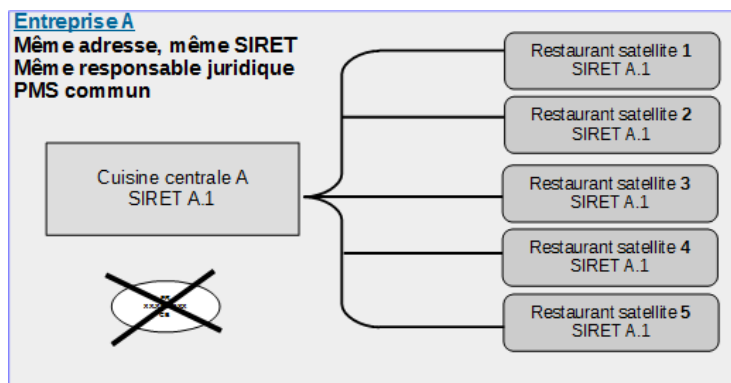 Entreprise A
Même adresse, même SIRET
Même responsable juridique
PMS commun
Cuisine centrale A
SIRET A.1
Restaurant satellite 1
SIRET A.1
Restaurant satellite 2
SIRET A.1
Restaurant satellite 3
SIRET A.1
Restaurant satellite 4
SIRET A.1
Restaurant satellite 5
SIRET A.1